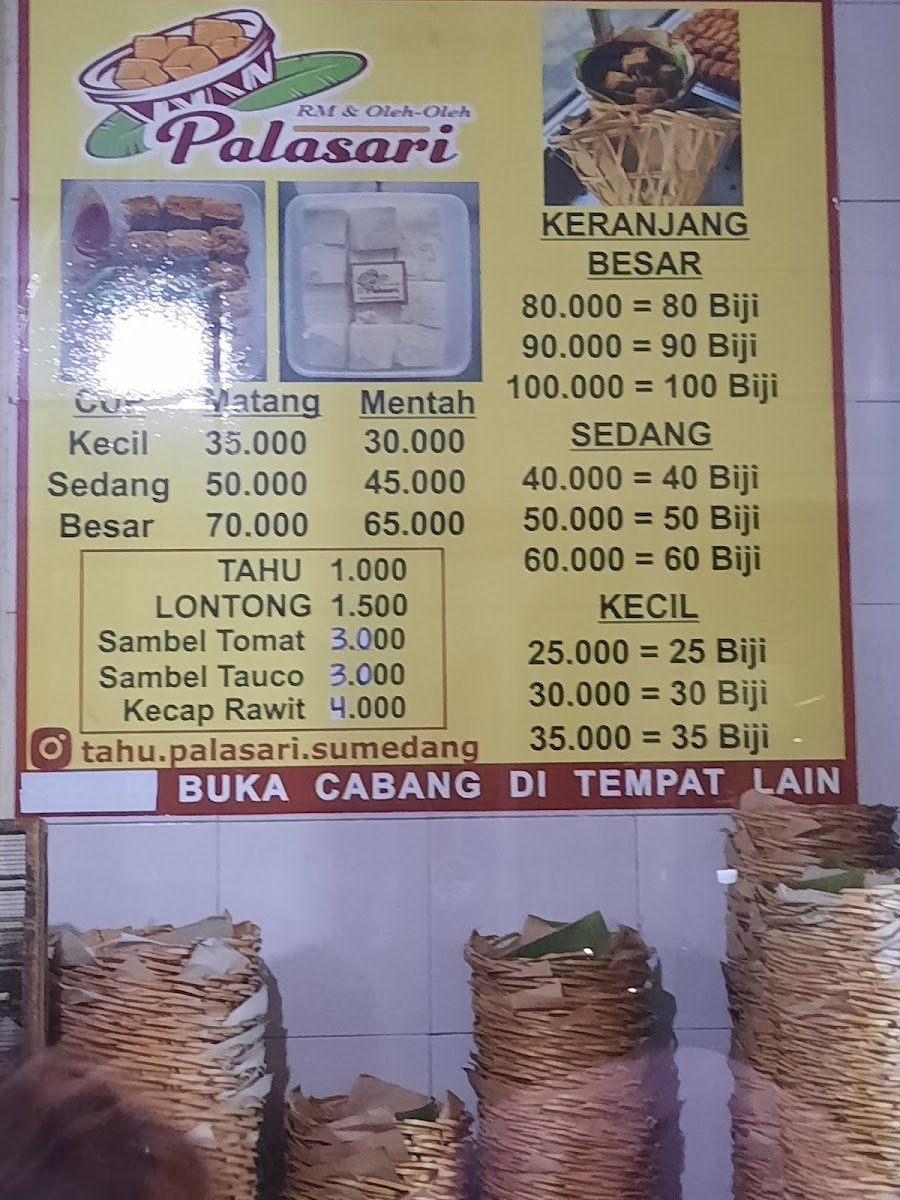 RM & Oleh-Oleh
Palasari
Matang Mentah
Kecil 35.000 30.000
Sedang 50.000 45.000
Besar 70.000 65.000
TAHU 1.000
LONTONG 1.500
Sambel Tomat 3.000
Sambel Tauco 3.000
Kecap Rawit 4.000
tahu.palasari.sumedang
KERANJANG
BESAR
80.000 = 80 Biji
90.000 = 90 Biji
100.000 = 100 Biji
SEDANG
40.000 = 40 Biji
50.000 = 50 Biji
60.000 = 60 Biji
KECIL
25.000 = 25 Biji
30.000 = 30 Biji
35.000 = 35 Biji
BUKA CABANG DI TEMPAT LAIN